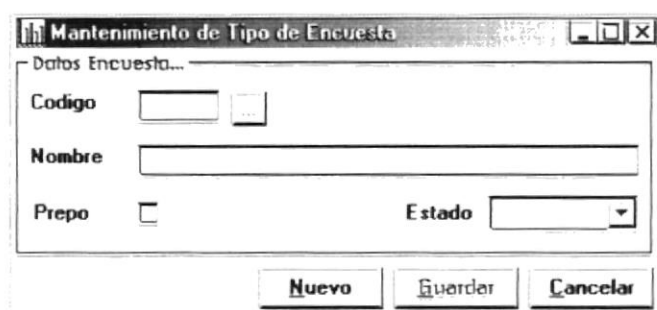 Mantenimiento de Tipo de Encuesta
Datos Encuesta...
Codigo ...
Nombre
Prepo Estado
Nuevo Guardar Cancelar